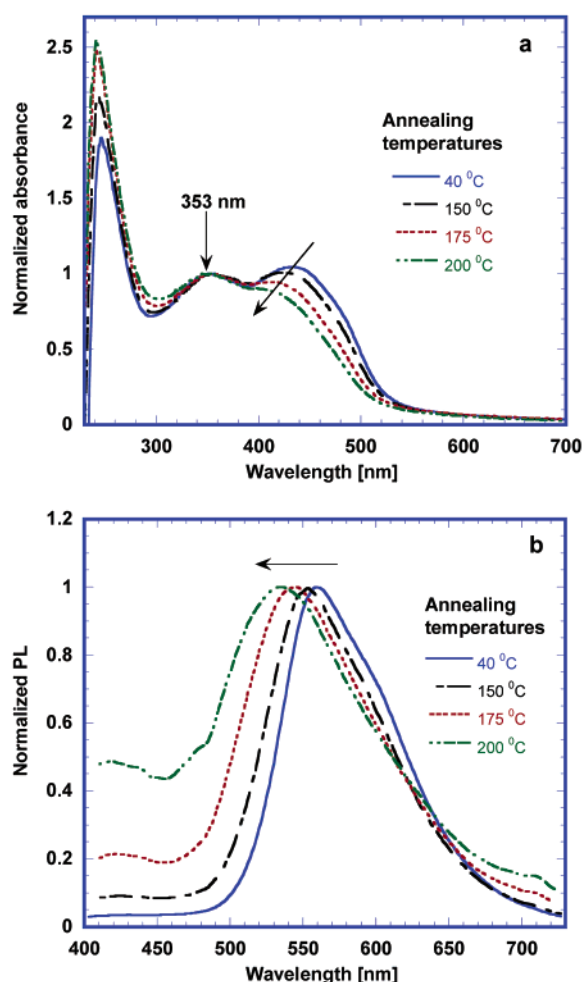 a
2.5
2
1.5
1
0.5
0
Normalized absorbance
353 nm
Annealing
temperatures
40 ⁰C
150 ⁰C
175 ⁰C
200 ⁰C
300 400 500 600 700
Wavelength [nm]
b
1.2
1
0.8
0.6
0.4
0.2
0
Normalized PL
Annealing
temperatures
40 ⁰C
150 ⁰C
175 ⁰C
200 ⁰C
400 450 500 550 600 650 700
Wavelength [nm]